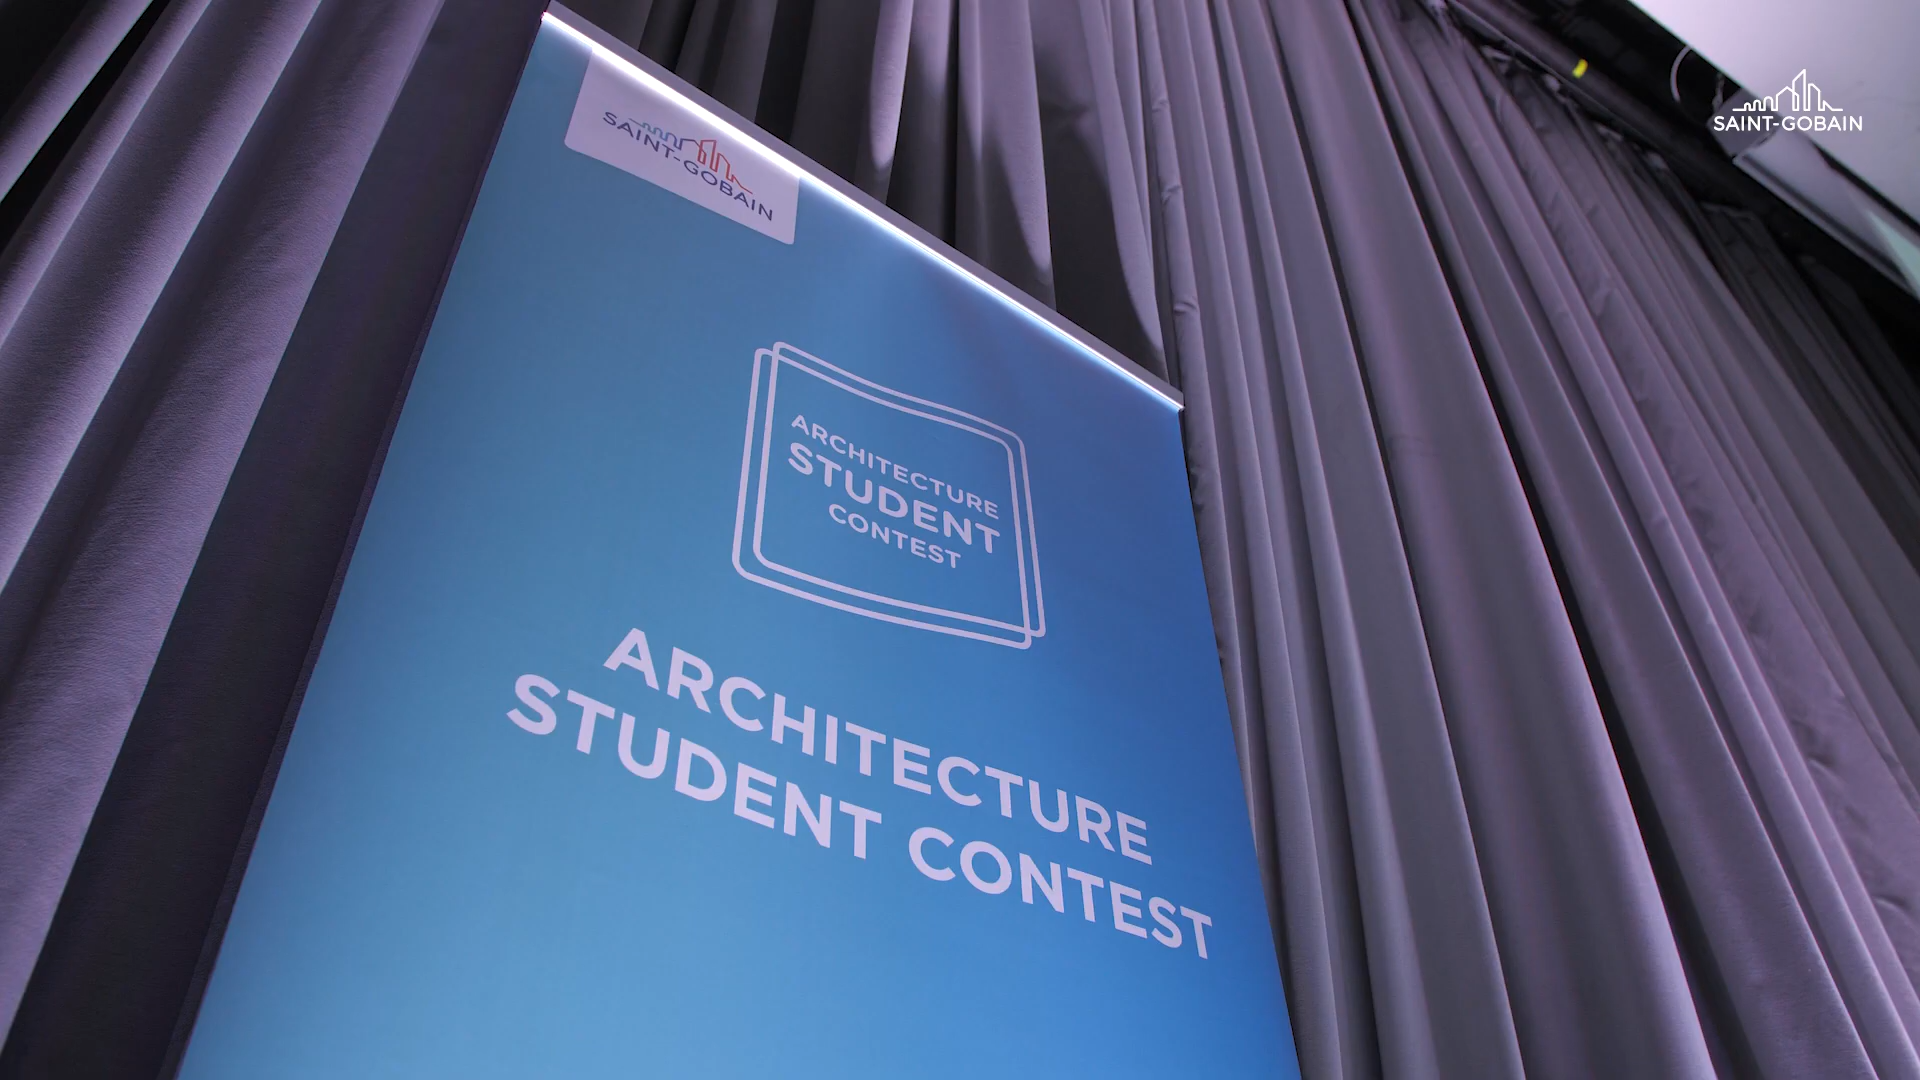 SAINT-GOBAIN
SAINT-GOBAIN
ARCHITECTURE
STUDENT
CONTEST
ARCHITECTURE
STUDENT CONTEST